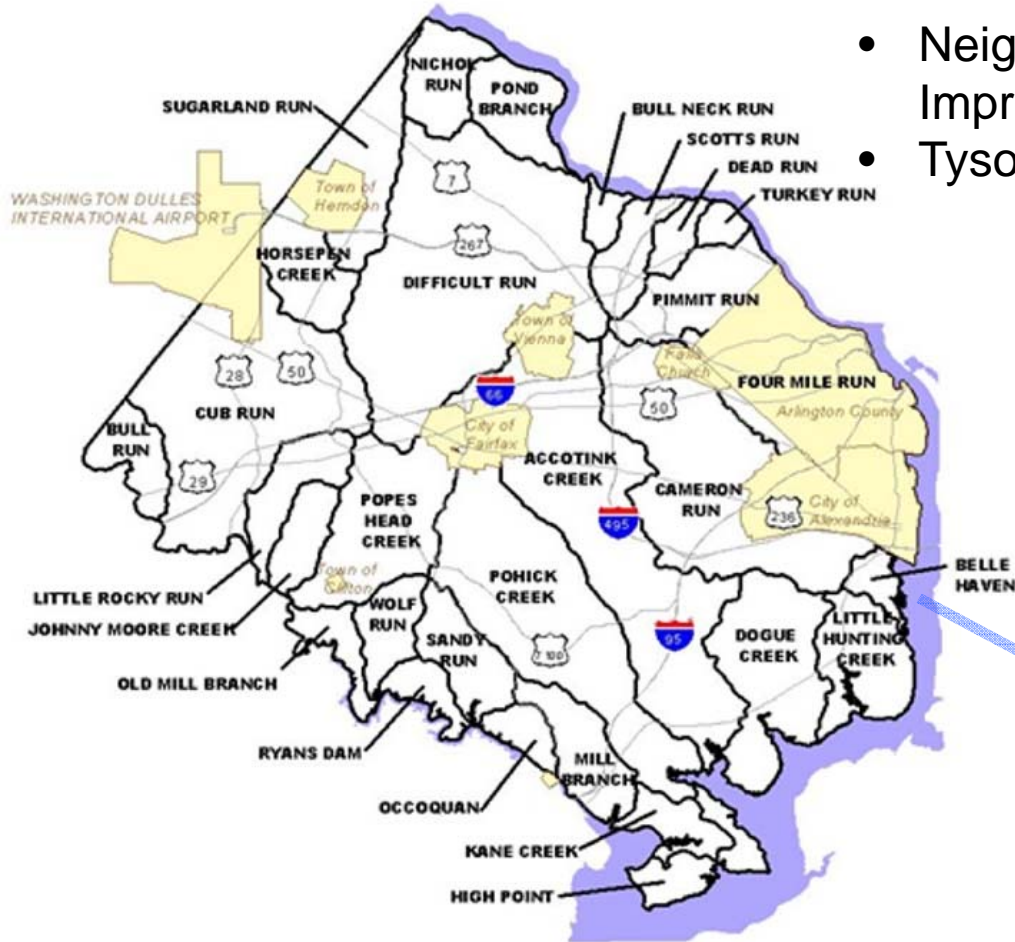 • Neig
Impr
• Tyso
NICHOL
RUN
POND
BRANCH
SUGARLAND RUN
BULL NECK RUN
SCOTTS RUN
DEAD RUN
TURKEY RUN
7
WASHINGTON DULLES
INTERNATIONAL AIRPORT
Town of
Herndon
267
HORSEPEN
CREEK
DIFFICULT RUN
PIMMIT RUN
Town of
Vienna
Falls
Church
28
50
66
50
FOUR MILE RUN
Arlington County
CUB RUN
City of
Fairfax
BULL
RUN
29
ACCOTINK
CREEK
CAMERON
RUN
POPES
HEAD
CREEK
236
City of
Alexandria
495
Town of
Clifton
POHICK
CREEK
BELLE
HAVEN
LITTLE ROCKY RUN
WOLF
RUN
JOHNNY MOORE CREEK
SANDY
RUN
7100
95
DOGUE
CREEK
LITTLE
HUNTING
CREEK
OLD MILL BRANCH
RYANS DAM
MILL
BRANCH
OCCOQUAN
KANE CREEK
HIGH POINT